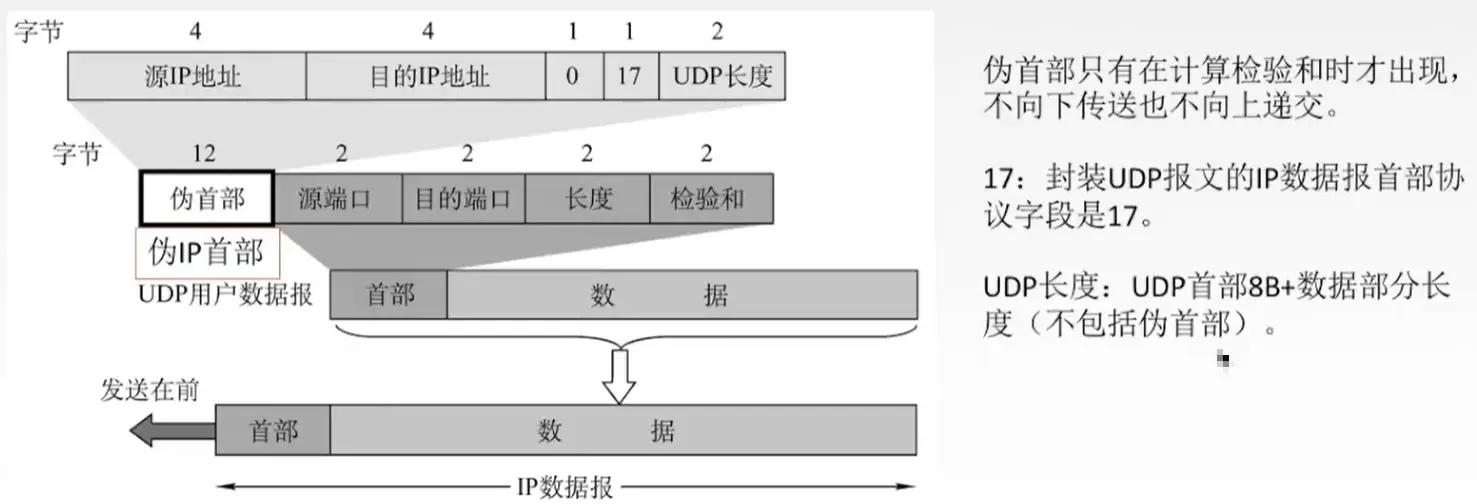 字节 4 4 1 1 2
源IP地址 目的IP地址 0 17 UDP长度
字节 12 2 2 2 2
伪首部 源端口 目的端口 长度 检验和
伪IP首部
UDP用户数据报 首部 数 据
发送在前
首部 数 据
IP数据报
伪首部只有在计算检验和时才出现，
不向下传送也不向上递交。
17：封装UDP报文的IP数据报首部协
议字段是17。
UDP长度：UDP首部8B+数据部分长
度（不包括伪首部）。